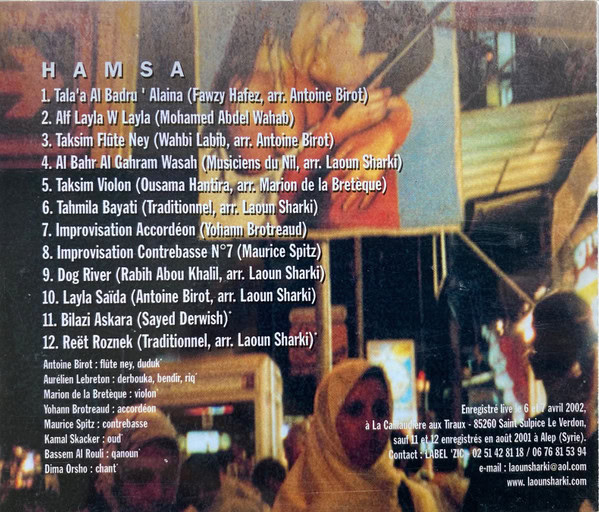 HAMSA
1. Tala'a Al Badru ' Alaina (Fawzy Hafez, arr. Antoine Birot)
2. Alf Layla W Layla (Mohamed Abdel Wahab)
3. Taksim Flūte Ney (Wahbi Labib, arr. Antoine Birot)
4. Al Bahr Al Gahram Wasah (Musiciens du Nil, arr. Laoun Sharki)
5. Taksim Violon (Ousama Hantira, arr. Marion de la Bretèque)
6. Tahmila Bayati (Traditionnel, arr. Laoun Sharki)
7. Improvisation Accordéon (Yohann Brotreaud)
8. Improvisation Contrebasse N°7 (Maurice Spitz)
9. Dog River (Rabih Abou Khalil, arr. Laoun Sharki)
10. Layla Saïda (Antoine Birot, arr. Laoun Sharki)
11. Bilazi Askara (Sayed Derwish)*
12. Reët Roznek (Traditionnel, arr. Laoun Sharki)*
Antoine Birot : flûte ney, duduk*
Aurélien Lebreton : derbouka, bendir, riq*
Marion de la Bretèque : violon*
Yohann Brotreaud : accordéon
Maurice Spitz : contrebasse
Kamal Skacker : oud*
Bassem Al Rouli : qanoun*
Dima Orsho : chant*
Enregistré live le 6 et 7 avril 2002,
à La Ca aux Tiraux - 85260 Saint Sulpice Le Verdon,
sauf 11 et 12 enregistrés en août 2001 à Alep (Syrie).
Contact : LABEL 'ZIC - 02 51 42 81 18 / 06 76 81 53 94
e-mail : laounsharki@aol.com
www. laounsharki.com